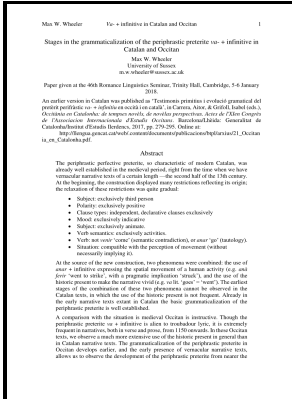 Max W. Wheeler Va- + infinitive in Catalan and Occitan 1
Stages in the grammaticalization of the periphrastic preterite va- + infinitive in
Catalan and Occitan
Max W. Wheeler
University of Sussex
m.w.wheeler@sussex.ac.uk
Paper given at the 46th Romance Linguistics Seminar, Trinity Hall, Cambridge, 5-6 January
2018.
An earlier version in Catalan was published as 'Testimonis primitius i evolució gramatical del
pretèrit perifràstic va- + infinitiu en occità i en català', in Carrera, Aitor, & Grifoll, Isabel (eds.),
Occitània en Catalonha: de tempses novèls, de novèlas perspectivas. Actes de l'XIen Congrès
de l'Associacion Internacionala d'Estudis Occitans. Barcelona/Lleida: Generalitat de
Catalunha/Institut d'Estudis Ilerdencs, 2017, pp. 279-295. Online at:
Abstract
The periphrastic perfective preterite, so characteristic of modern Catalan, was
already well established in the medieval period, right from the time when we have
vernacular narrative texts of a certain length —the second half of the 13th century.
At the beginning, the construction displayed many restrictions reflecting its origin;
the relaxation of these restrictions was quite gradual:
• Subject: exclusively third person
• Polarity: exclusively positive
• Clause types: independent, declarative clauses exclusively
• Mood: exclusively indicative
• Subject: exclusively animate.
• Verb semantics: exclusively activities.
• Verb: not venir 'come' (semantic contradiction), or anar 'go' (tautology).
• Situation: compatible with the perception of movement (without
necessarily implying it).
At the source of the new construction, two phenomena were combined: the use of
anar + infinitive expressing the spatial movement of a human activity (e.g. anà
ferir 'went to strike', with a pragmatic implication 'struck'), and the use of the
historic present to make the narrative vivid (e.g. va lit. 'goes' = 'went'). The earliest
stages of the combination of these two phenomena cannot be observed in the
Catalan texts, in which the use of the historic present is not frequent. Already in
the early narrative texts extant in Catalan the basic grammaticalization of the
periphrastic preterite is well established.
A comparison with the situation in medieval Occitan is instructive. Though the
periphrastic preterite va + infinitive is alien to troubadour lyric, it is extremely
frequent in narratives, both in verse and prose, from 1150 onwards. In these Occitan
texts, we observe a much more extensive use of the historic present in general than
in Catalan narrative texts. The grammaticalization of the periphrastic preterite in
Occitan develops earlier, and the early presence of vernacular narrative texts,
allows us to observe the development of the periphrastic preterite from nearer the